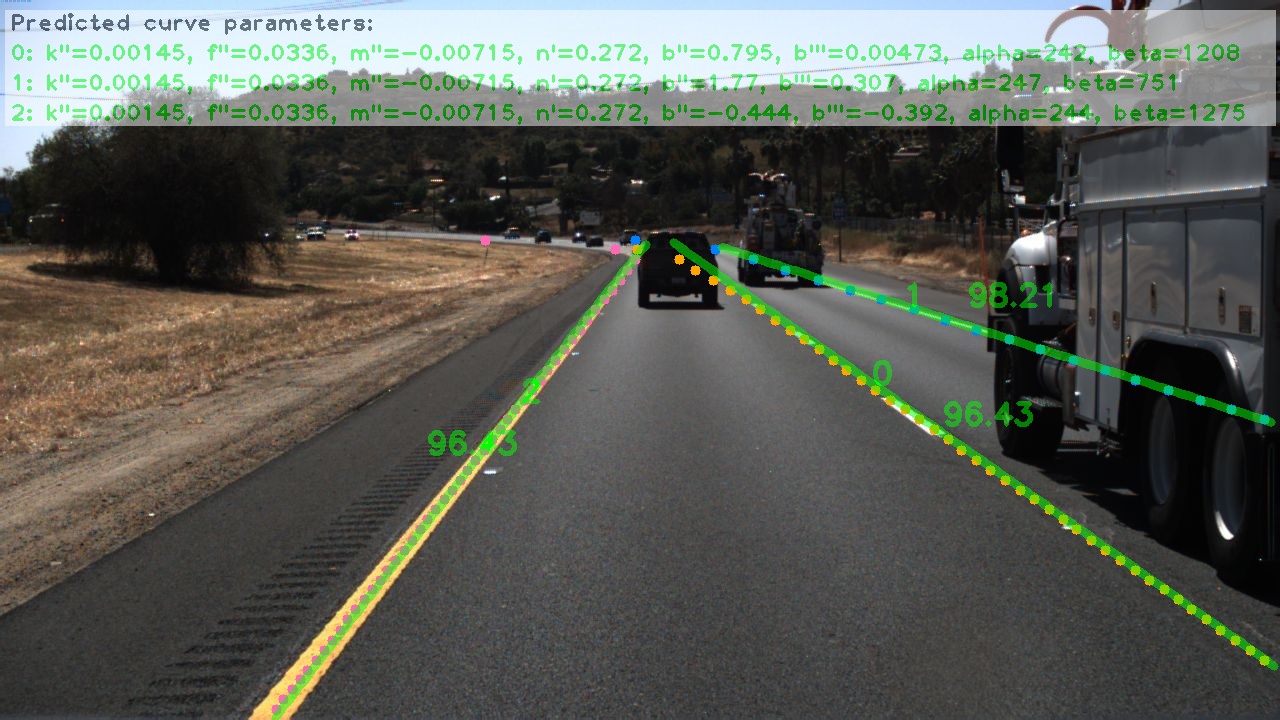 Predicted curve parameters:
0: k''=0.00145, f''=0.0336, m''=-0.00715, n'=0.272, b''=0.795, b'''=0.00473, alpha=242, beta=1208
1: k''=0.00145, f''=0.0336, m''=-0.00715, n'=0.272, b''=1.77, b'''=0.307, alpha=247, beta=751
2: k''=0.00145, f''=0.0336, m''=-0.00715, n'=0.272, b''=-0.444, b'''=-0.392, alpha=244, beta=1275
1 98.21
0
96.43
2